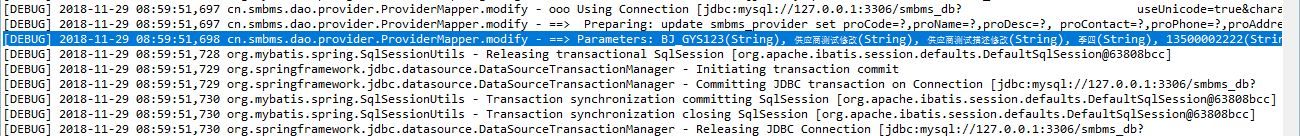 [DEBUG] 2018-11-29 08:59:51,697 cn.smbms.dao.provider.ProviderMapper.modify - ooo Using Connection [jdbc:mysql://127.0.0.1:3306/smbms_db? useUnicode=true&chara
[DEBUG] 2018-11-29 08:59:51,697 cn.smbms.dao.provider.ProviderMapper.modify - ==> Preparing: update smbms_provider set proCode=?,proName=?,proDesc=?, proContact=?,proPhone=?,proAddre
[DEBUG] 2018-11-29 08:59:51,698 cn.smbms.dao.provider.ProviderMapper.modify - ==> Parameters: BJ_GYS123(String), 供应商测试修改(String), 供应商测试描述修改(String), 季四(String), 13500002222(Strin
[DEBUG] 2018-11-29 08:59:51,728 org.mybatis.spring.SqlSessionUtils - Releasing transactional SqlSession [org.apache.ibatis.session.defaults.DefaultSqlSession@63808bcc]
[DEBUG] 2018-11-29 08:59:51,729 org.springframework.jdbc.datasource.DataSourceTransactionManager - Initiating transaction commit
[DEBUG] 2018-11-29 08:59:51,729 org.springframework.jdbc.datasource.DataSourceTransactionManager - Committing JDBC transaction on Connection [jdbc:mysql://127.0.0.1:3306/smbms_db?
[DEBUG] 2018-11-29 08:59:51,730 org.mybatis.spring.SqlSessionUtils - Transaction synchronization committing SqlSession [org.apache.ibatis.session.defaults.DefaultSqlSession@63808bcc]
[DEBUG] 2018-11-29 08:59:51,730 org.mybatis.spring.SqlSessionUtils - Transaction synchronization closing SqlSession [org.apache.ibatis.session.defaults.DefaultSqlSession@63808bcc]
[DEBUG] 2018-11-29 08:59:51,730 org.springframework.jdbc.datasource.DataSourceTransactionManager - Releasing JDBC Connection [jdbc:mysql://127.0.0.1:3306/smbms_db?